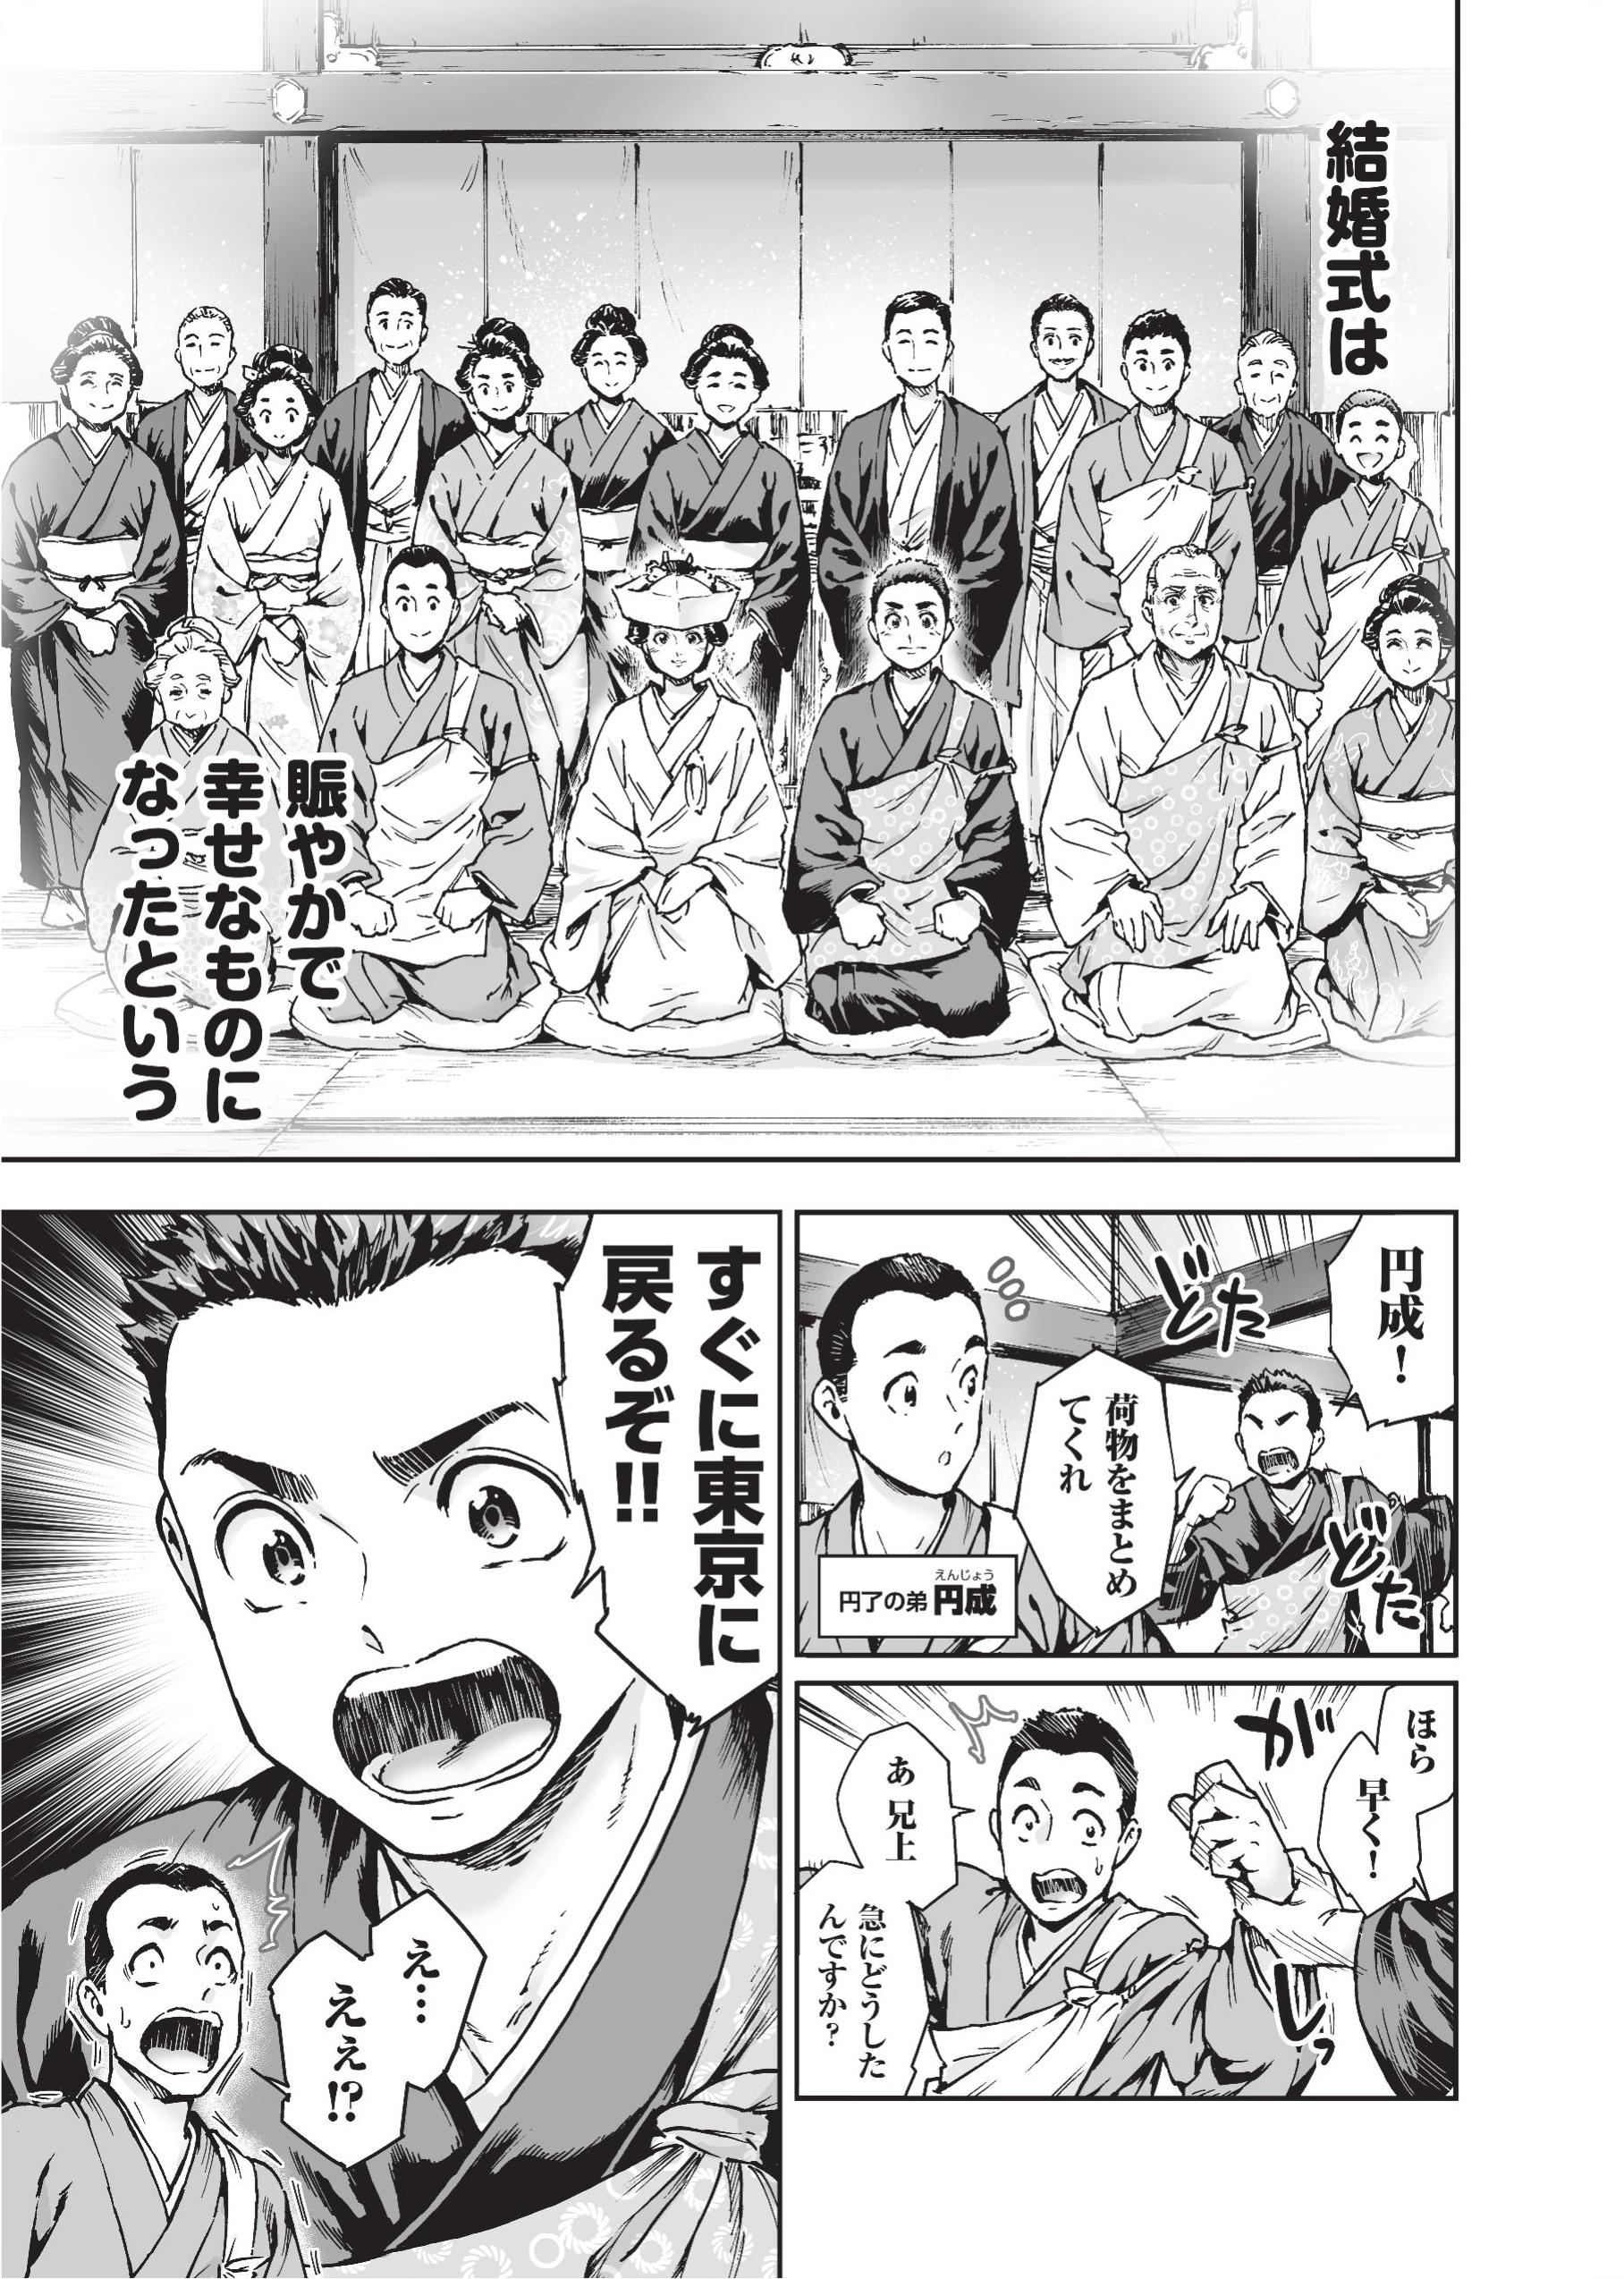 結婚式は
賑やかで
幸せなものに
なったという
円成！
どた
荷物をまとめ
てくれ
どた
えんじょう
円了の弟 円成
ほら
早く！
がしっ
あ 兄上
急にどうした
んですか？
すぐに東京に
戻るぞ!!
え…
ええ!?